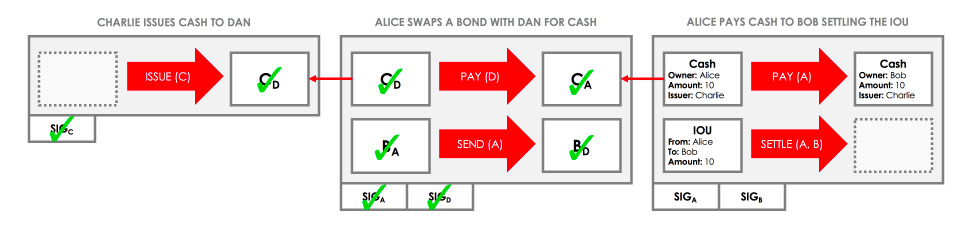 CHARLIE ISSUES CASH TO DAN
ISSUE (C)
CD
SIGC
ALICE SWAPS A BOND WITH DAN FOR CASH
CD
PAY (D)
CA
BA
SEND (A)
BD
SIGA
SIGD
ALICE PAYS CASH TO BOB SETTLING THE IOU
Cash
Owner: Alice
Amount: 10
Issuer: Charlie
PAY (A)
Cash
Owner: Bob
Amount: 10
Issuer: Charlie
IOU
From: Alice
To: Bob
Amount: 10
SETTLE (A, B)
SIGA
SIGB